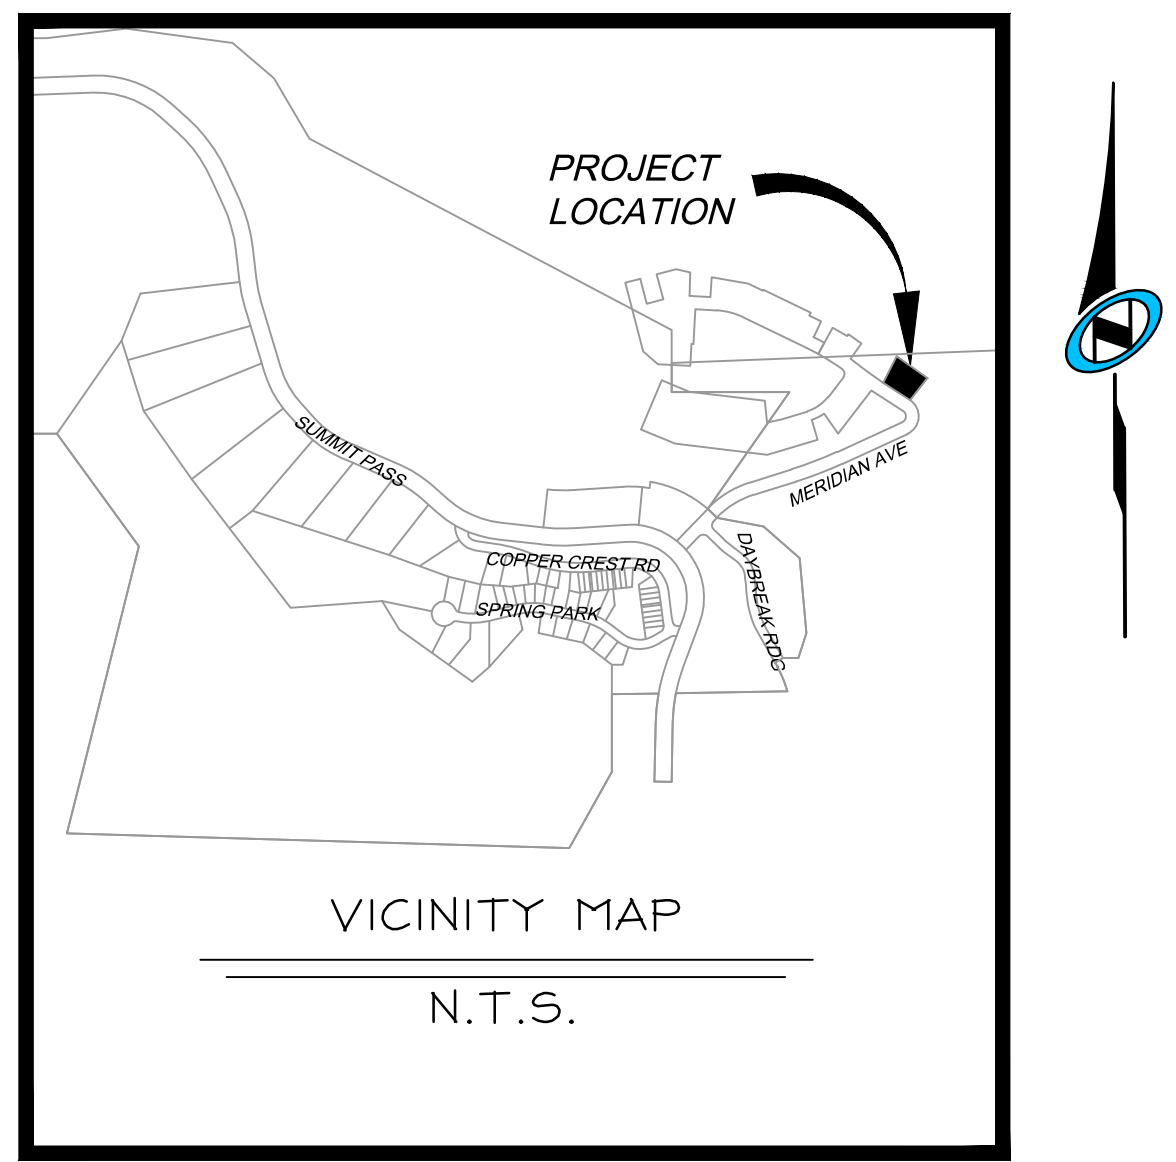 PROJECT
LOCATION
SUMMIT PASS
MERIDIAN AVE
COPPER CREST RD
DAYBREAK RDG
SPRING PARK
VICINITY MAP
N.T.S.
N